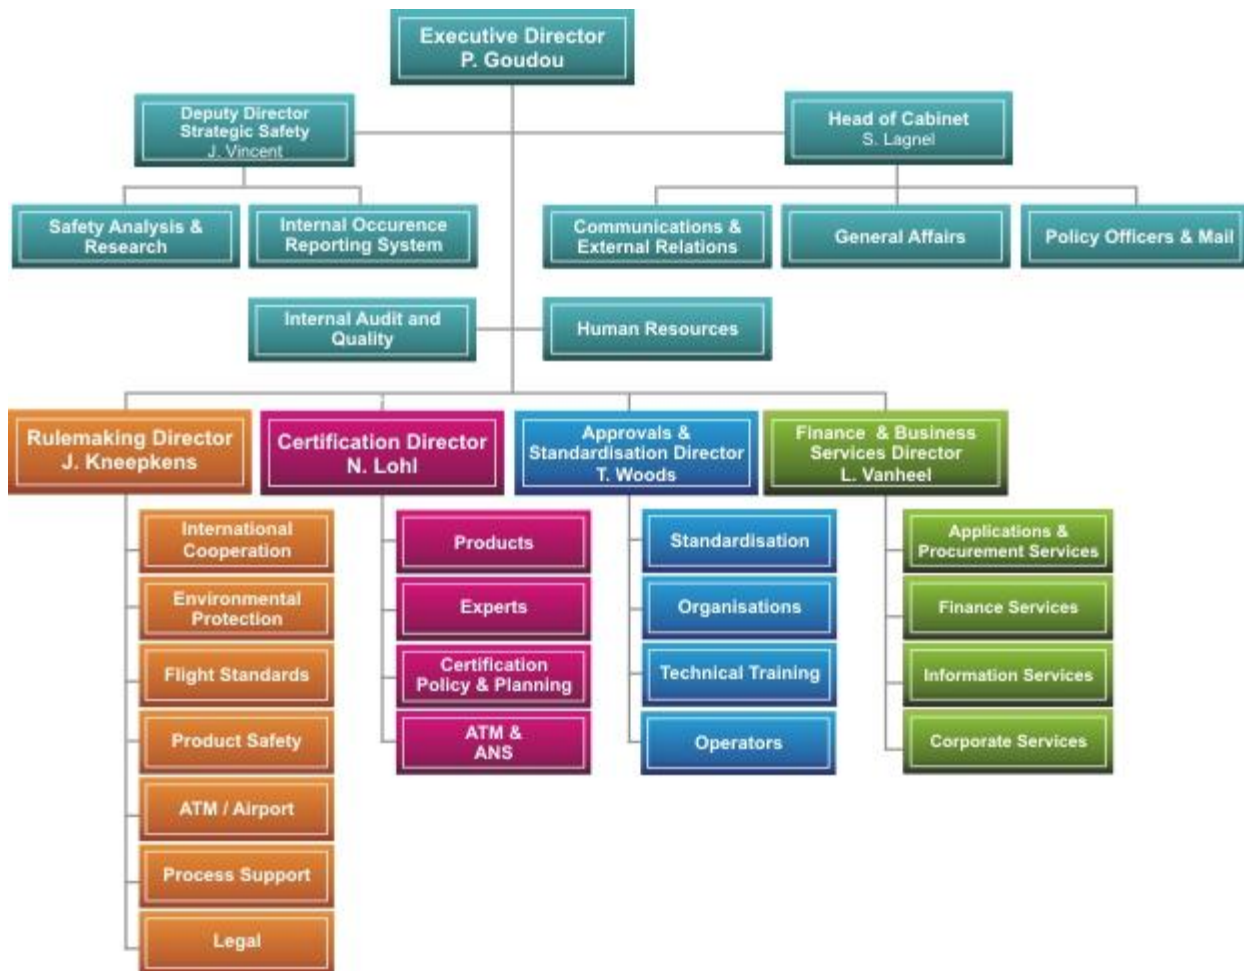 Executive Director
P. Goudou
Deputy Director
Strategic Safety
J. Vincent
Head of Cabinet
S. Lagnel
Safety Analysis &
Research
Internal Occurence
Reporting System
Communications &
External Relations
General Affairs
Policy Officers & Mail
Internal Audit and
Quality
Human Resources
Rulemaking Director
J. Kneepkens
Certification Director
N. Lohl
Approvals &
Standardisation Director
T. Woods
Finance & Business
Services Director
L. Vanheel
International
Cooperation
Environmental
Protection
Flight Standards
Product Safety
ATM / Airport
Process Support
Legal
Products
Experts
Certification
Policy & Planning
ATM &
ANS
Standardisation
Organisations
Technical Training
Operators
Applications &
Procurement Services
Finance Services
Information Services
Corporate Services